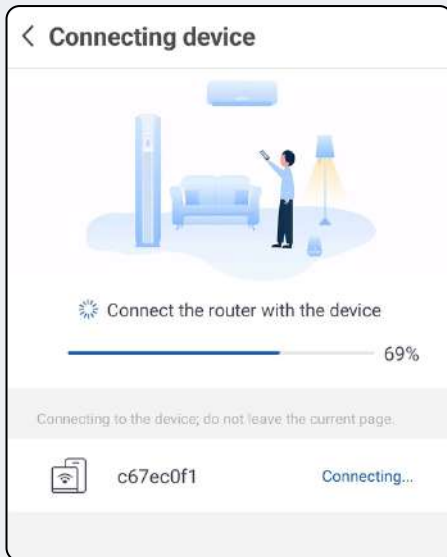 Connecting device
Connect the router with the device
69%
Connecting to the device; do not leave the current page.
c67ec0f1
Connecting...